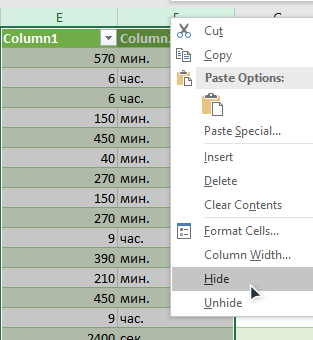 E
Column1 Column
570 мин.
6 час.
6 час.
150 мин.
450 мин.
40 мин.
270 мин.
150 мин.
270 мин.
9 час.
390 мин.
210 мин.
450 мин.
9 час.
2400 сек
Cut
Copy
Paste Options:
Paste Special...
Insert
Delete
Clear Contents
Format Cells...
Column Width...
Hide
Unhide